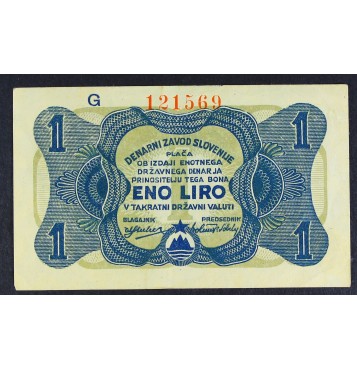 G 121569
1 1
DENARNI ZAVOD SLOVENIJE
PLAČA
OB IZDAJI ENOTNEGA
DRŽAVNEGA DENARJA
PRINOSITELJU TEGA BONA
ENO LIRO
V TAKRATNI DRŽAVNI VALUTI
BLAGAJNIK PREDSEDNIK
1 1